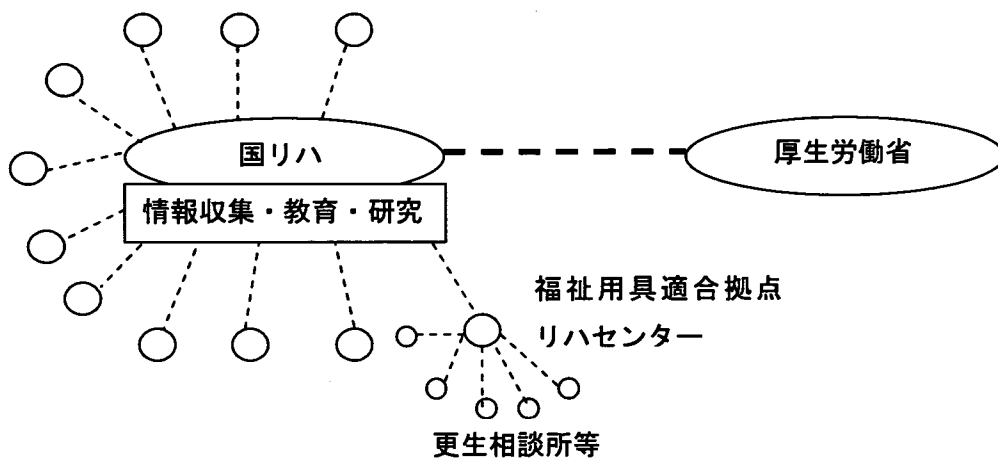 国リハ
厚生労働省
情報収集・教育・研究
福祉用具適合拠点
リハセンター
更生相談所等